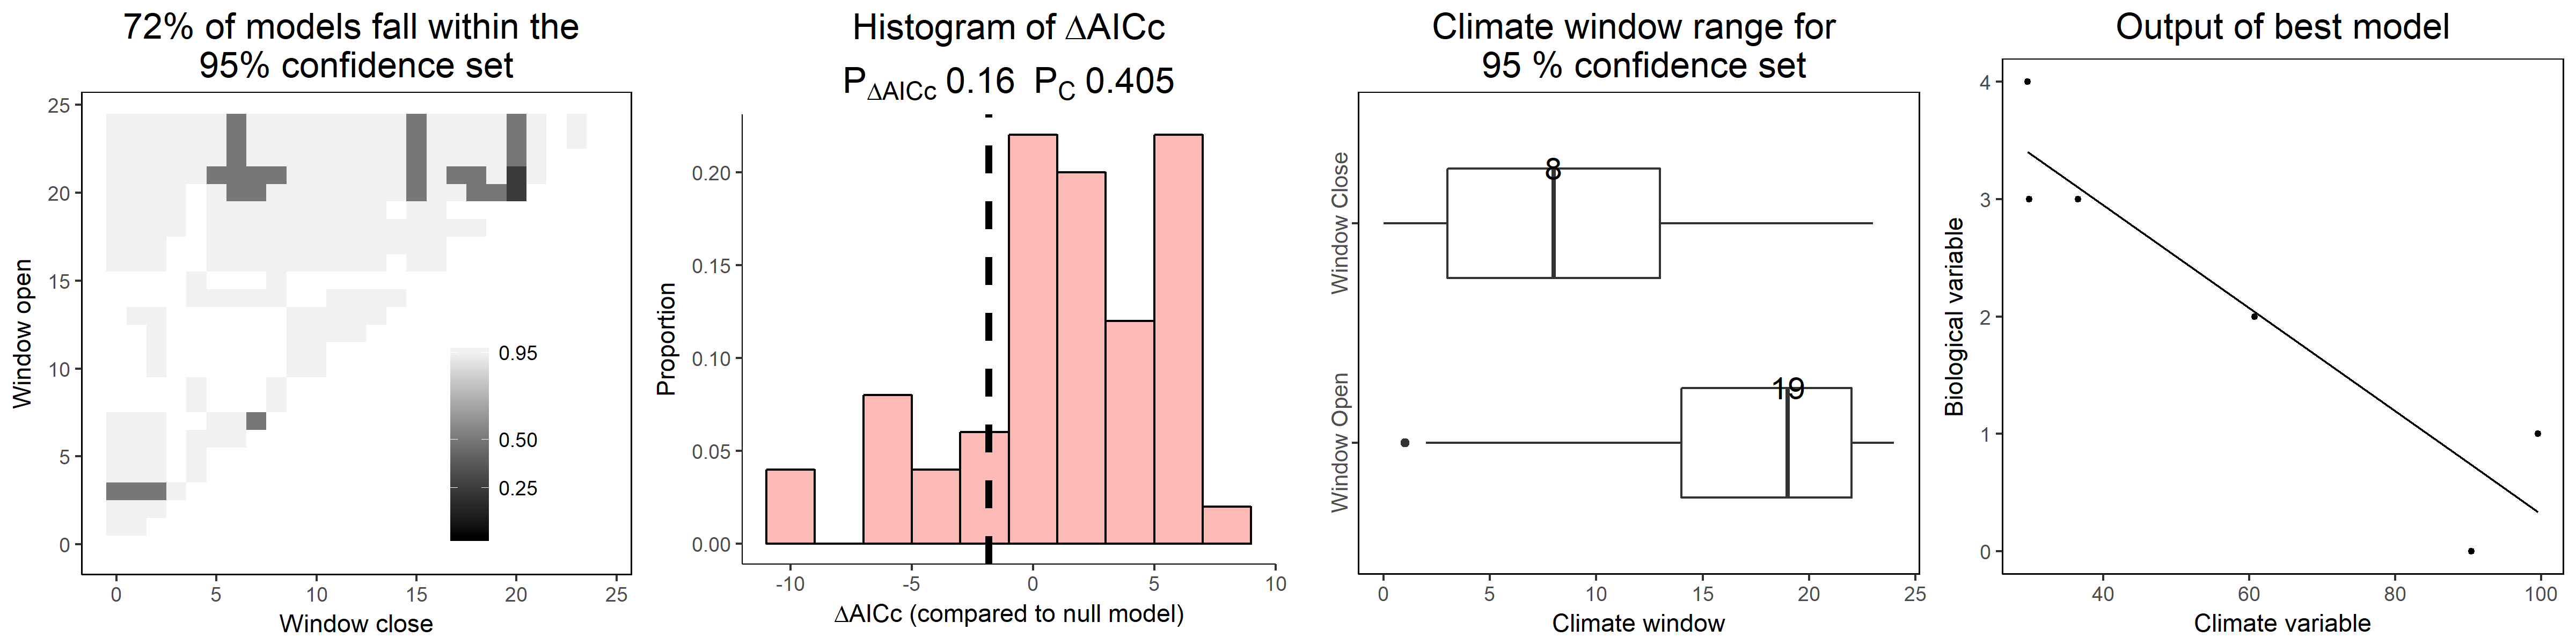 72% of models fall within the
95% confidence set
25
20
15
10
5
0
Window open
0.95
0.50
0.25
0 5 10 15 20 25
Window close
Histogram of ΔAICc
PΔAICc 0.16 PC 0.405
0.20
0.15
0.10
0.05
0.00
Proportion
-10 -5 0 5 10
ΔAICc (compared to null model)
Climate window range for
95 % confidence set
Window Close
8
Window Open
19
0 5 10 15 20 25
Climate window
Output of best model
4
3
2
1
0
Biological variable
40 60 80 100
Climate variable